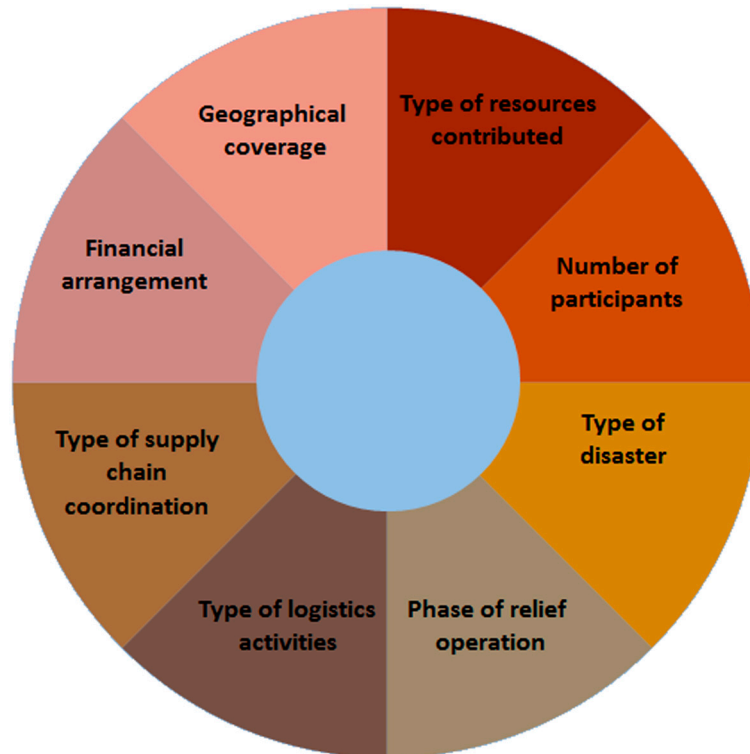 Geographical
coverage
Type of resources
contributed
Number of
participants
Type of
disaster
Phase of relief
operation
Type of logistics
activities
Type of supply
chain
coordination
Financial
arrangement